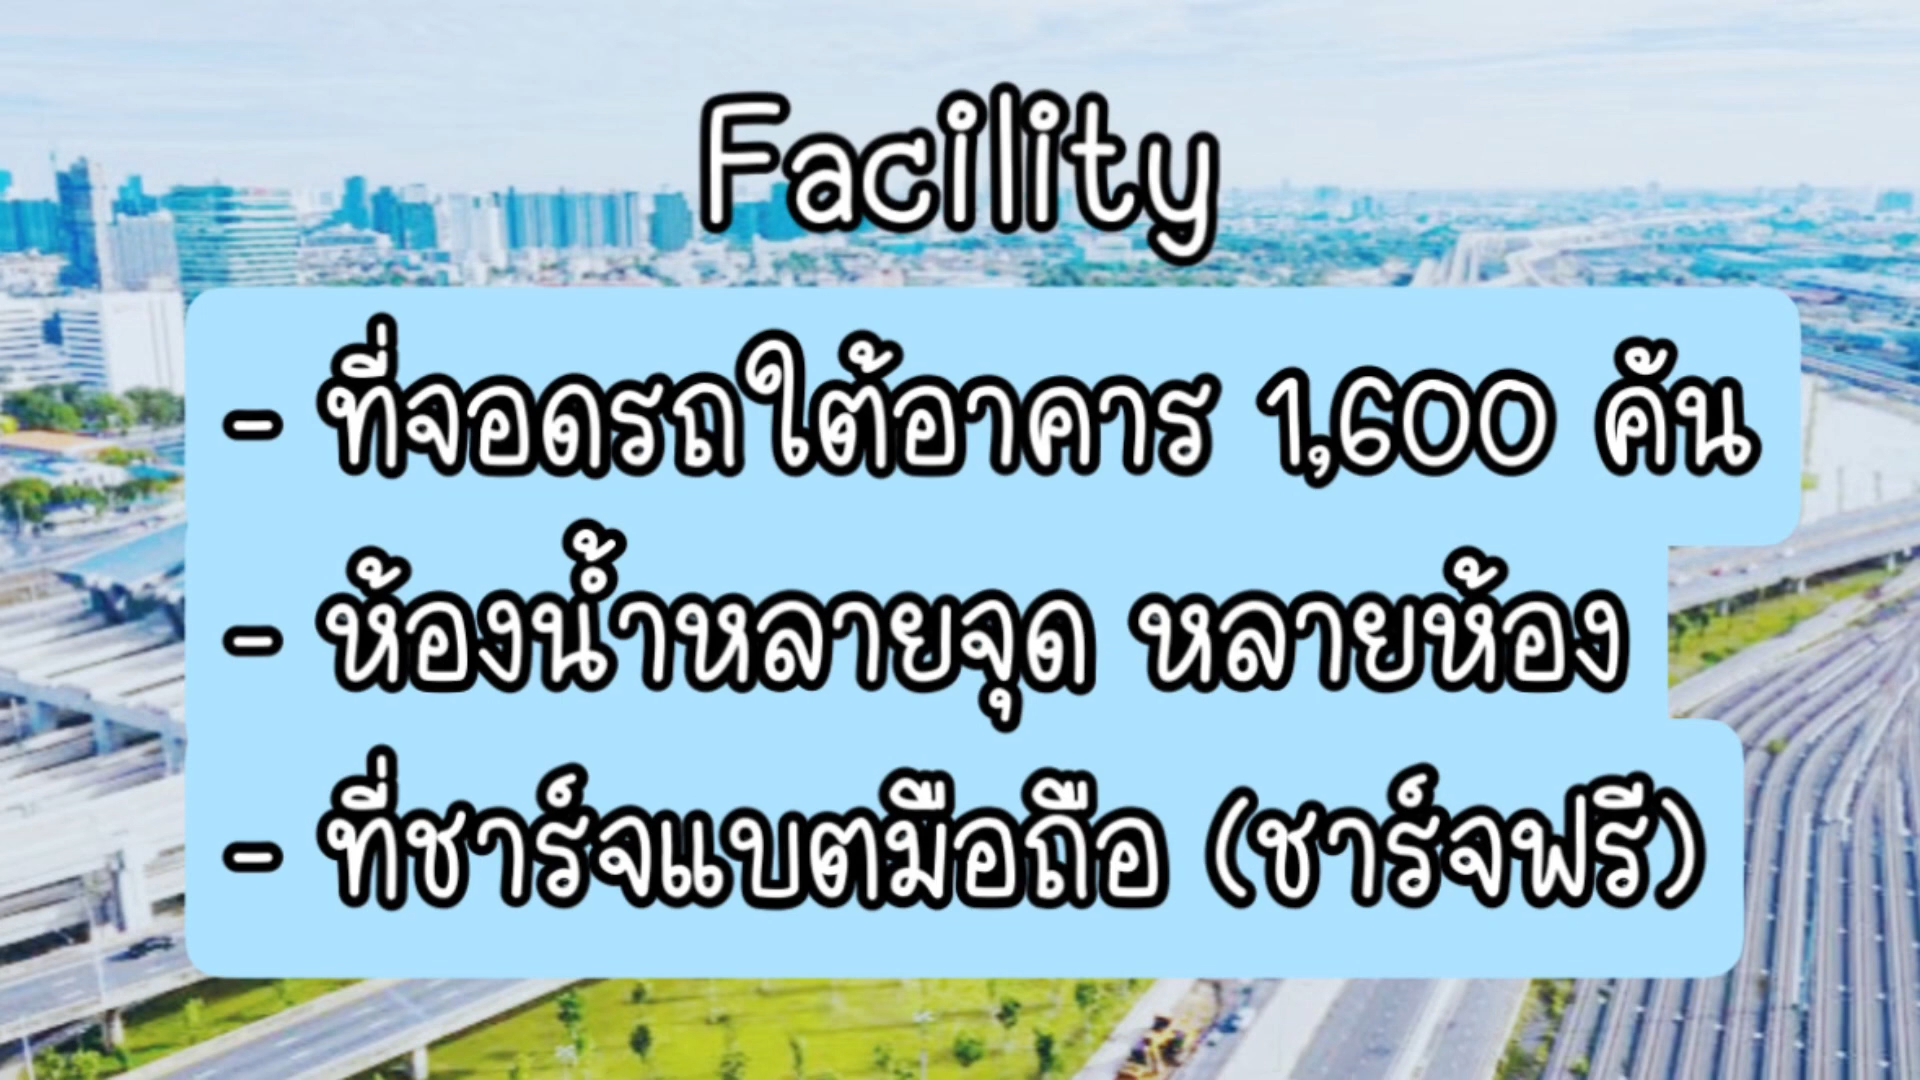 Facility
- ที่จอดรถใต้อาคาร 1,600 คัน
- ห้องน้ำหลายจุด หลายห้อง
- ที่ชาร์จแบตมือถือ (ชาร์จฟรี)